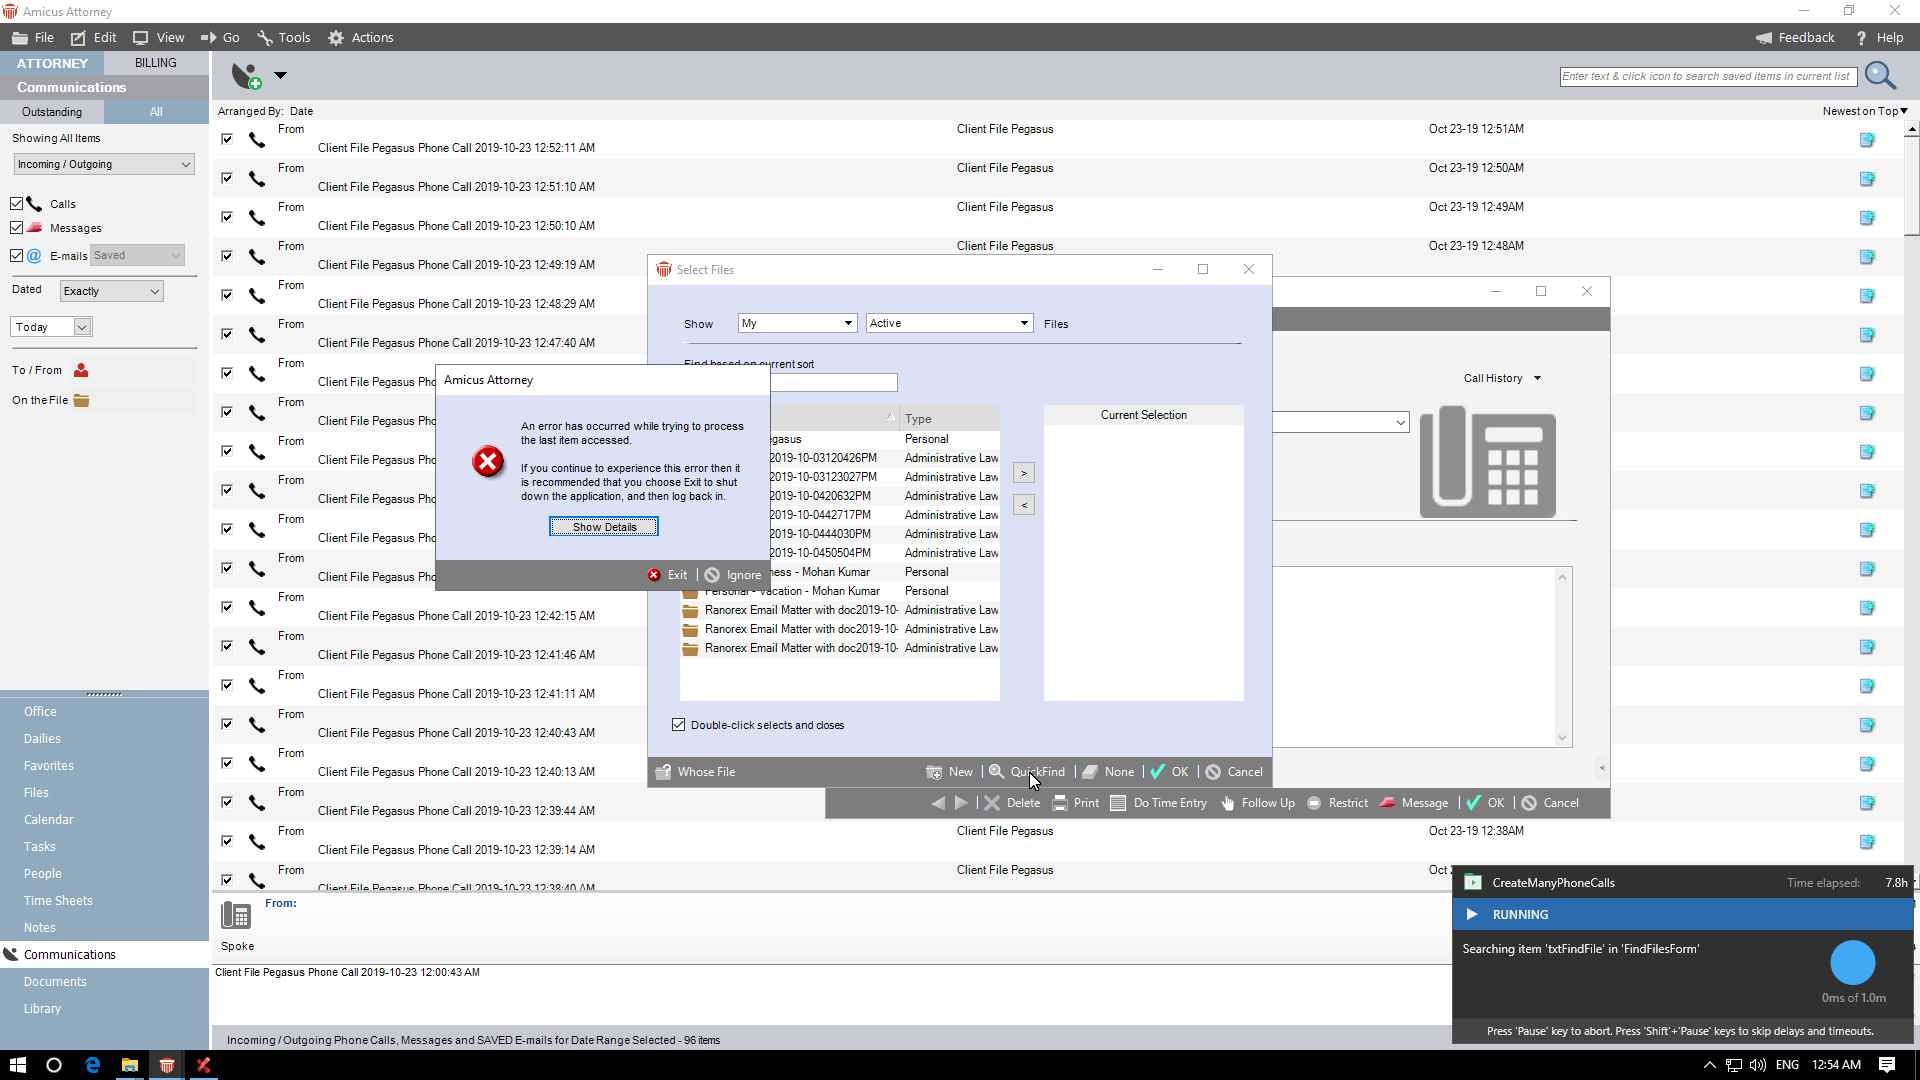 Amicus Attorney
File Edit View Go Tools Actions Feedback ? Help
ATTORNEY BILLING
Communications
Outstanding All
Showing All Items
Incoming / Outgoing
Calls
Messages
@ E-mails Saved
Dated Exactly
Today
To / From
On the File
Office
Dailies
Favorites
Files
Calendar
Tasks
People
Time Sheets
Notes
Communications
Documents
Library
Enter text & click icon to search saved items in current list
Arranged By: Date Newest on Top
From Client File Pegasus Oct 23-19 12:51AM
Client File Pegasus Phone Call 2019-10-23 12:52:11 AM
From Client File Pegasus Oct 23-19 12:50AM
Client File Pegasus Phone Call 2019-10-23 12:51:10 AM
From Client File Pegasus Oct 23-19 12:49AM
Client File Pegasus Phone Call 2019-10-23 12:50:10 AM
From Client File Pegasus Oct 23-19 12:48AM
Client File Pegasus Phone Call 2019-10-23 12:49:19 AM
From
Client File Pegasus Phone Call 2019-10-23 12:48:29 AM
From
Client File Pegasus Phone Call 2019-10-23 12:47:40 AM
From
Client File Pegasus Pho
From
Client File Pegasus Pho
From
Client File Pegasus Pho
From
Client File Pegasus Pho
From
Client File Pegasus Pho
From
Client File Pegasus Pho
From
Client File Pegasus Phone Call 2019-10-23 12:42:15 AM
From
Client File Pegasus Phone Call 2019-10-23 12:41:46 AM
From
Client File Pegasus Phone Call 2019-10-23 12:41:11 AM
From
Client File Pegasus Phone Call 2019-10-23 12:40:43 AM
From
Client File Pegasus Phone Call 2019-10-23 12:40:13 AM
From
Client File Pegasus Phone Call 2019-10-23 12:39:44 AM
From Client File Pegasus Oct 23-19 12:38AM
Client File Pegasus Phone Call 2019-10-23 12:39:14 AM
From Client File Pegasus Oct 2
Client File Pegasus Phone Call 2019-10-23 12:38:40 AM
Select Files
Show My Active Files
Find based on current sort
Type
Current Selection
egasus Personal
2019-10-03120426PM Administrative Law
2019-10-03123027PM Administrative Law
2019-10-0420632PM Administrative Law
2019-10-0442717PM Administrative Law
2019-10-0444030PM Administrative Law
2019-10-0450504PM Administrative Law
ness - Mohan Kumar Personal
Personal - Vacation - Mohan Kumar Personal
Ranorex Email Matter with doc2019-10- Administrative Law
Ranorex Email Matter with doc2019-10- Administrative Law
Ranorex Email Matter with doc2019-10- Administrative Law
>
<
Double-click selects and closes
Whose File New QuickFind None OK Cancel
Amicus Attorney
An error has occurred while trying to process
the last item accessed.
If you continue to experience this error then it
is recommended that you choose Exit to shut
down the application, and then log back in.
Show Details
Exit Ignore
Call History
<
Delete Print Do Time Entry Follow Up Restrict Message OK Cancel
From:
Spoke
Client File Pegasus Phone Call 2019-10-23 12:00:43 AM
Incoming / Outgoing Phone Calls, Messages and SAVED E-mails for Date Range Selected - 96 items
CreateManyPhoneCalls Time elapsed: 7.8h
RUNNING
Searching item 'txtFindFile' in 'FindFilesForm'
0ms of 1.0m
Press 'Pause' key to abort. Press 'Shift'+'Pause' keys to skip delays and timeouts.
ENG 12:54 AM